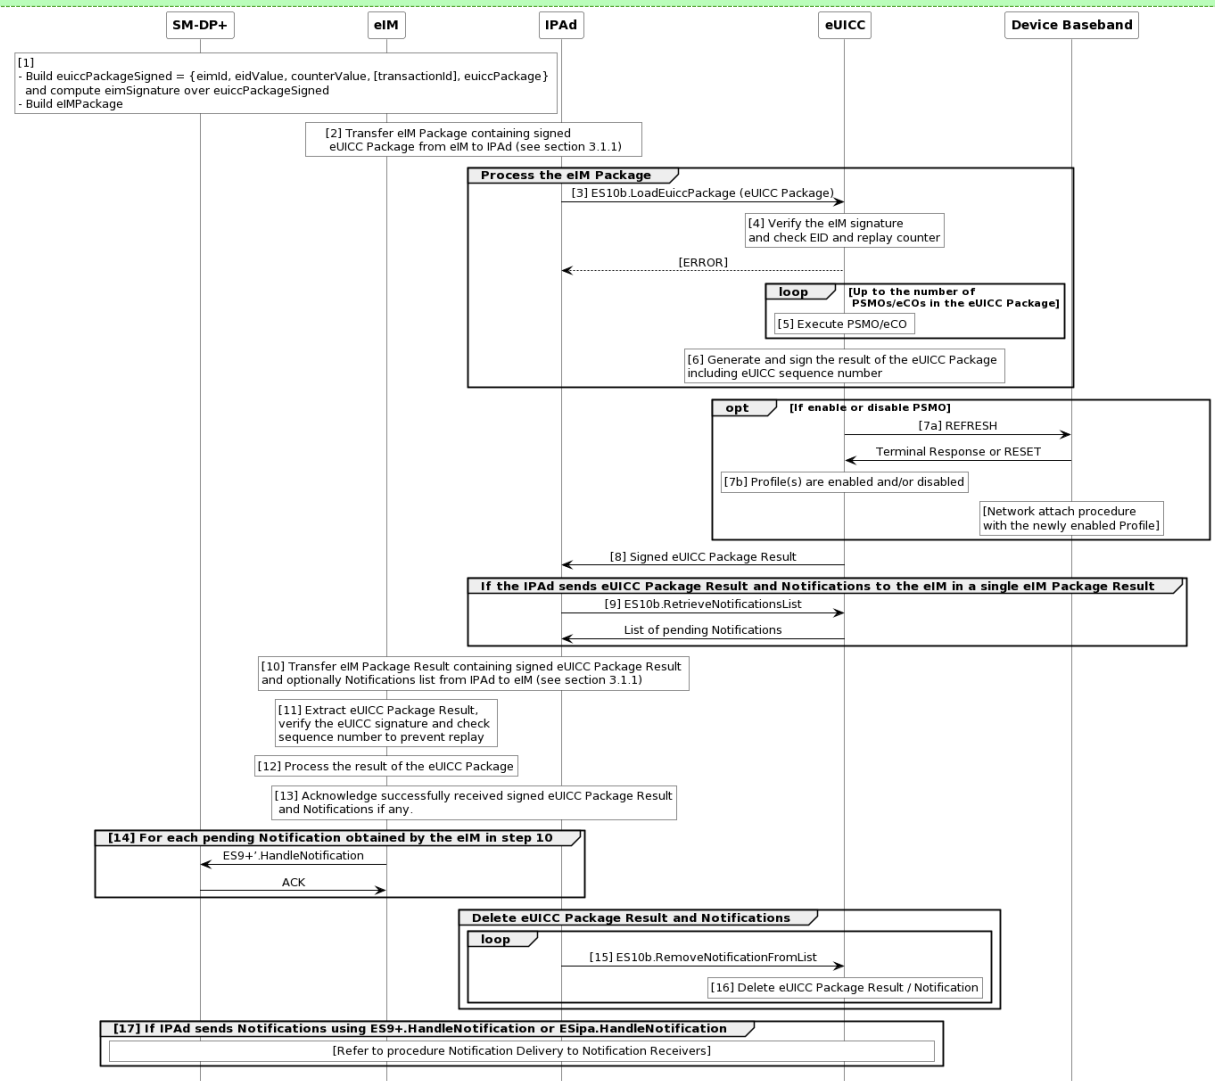 SM-DP+
eIM
IPAd
eUICC
Device Baseband
[1]
- Build euiccPackageSigned = {eimId, eidValue, counterValue, [transactionId], euiccPackage}
and compute eimSignature over euiccPackageSigned
- Build eIMPackage
[2] Transfer eIM Package containing signed
eUICC Package from eIM to IPAd (see section 3.1.1)
Process the eIM Package
[3] ES10b.LoadEuiccPackage (eUICC Package)
[4] Verify the eIM signature
and check EID and replay counter
[ERROR]
loop
[Up to the number of
PSMOs/eCOs in the eUICC Package]
[5] Execute PSMO/eCO
[6] Generate and sign the result of the eUICC Package
including eUICC sequence number
opt
[If enable or disable PSMO]
[7a] REFRESH
Terminal Response or RESET
[7b] Profile(s) are enabled and/or disabled
[Network attach procedure
with the newly enabled Profile]
[8] Signed eUICC Package Result
If the IPAd sends eUICC Package Result and Notifications to the eIM in a single eIM Package Result
[9] ES10b.RetrieveNotificationsList
List of pending Notifications
[10] Transfer eIM Package Result containing signed eUICC Package Result
and optionally Notifications list from IPAd to eIM (see section 3.1.1)
[11] Extract eUICC Package Result,
verify the eUICC signature and check
sequence number to prevent replay
[12] Process the result of the eUICC Package
[13] Acknowledge successfully received signed eUICC Package Result
and Notifications if any.
[14] For each pending Notification obtained by the eIM in step 10
ES9+’.HandleNotification
ACK
Delete eUICC Package Result and Notifications
loop
[15] ES10b.RemoveNotificationFromList
[16] Delete eUICC Package Result / Notification
[17] If IPAd sends Notifications using ES9+.HandleNotification or ESipa.HandleNotification
[Refer to procedure Notification Delivery to Notification Receivers]